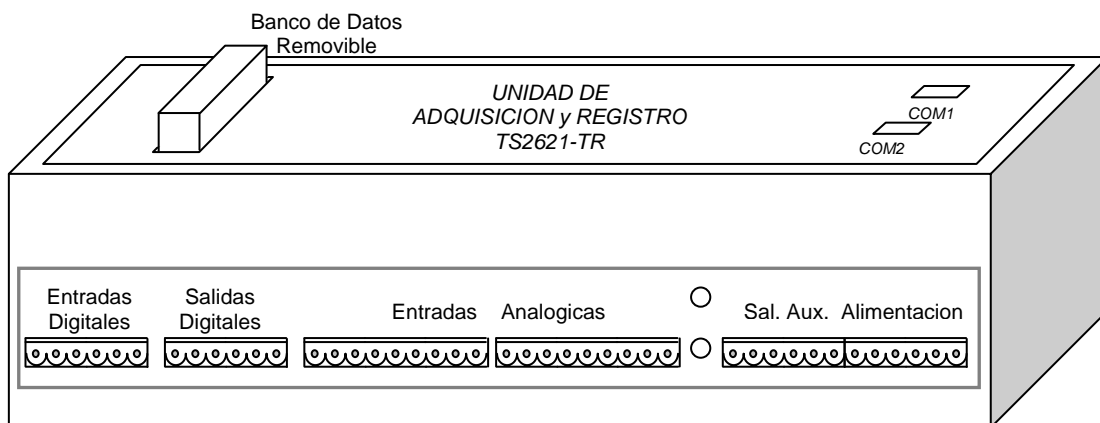 Banco de Datos
Removible
UNIDAD DE
ADQUISICION y REGISTRO
TS2621-TR
COM1
COM2
Entradas
Digitales
Salidas
Digitales
Entradas Analogicas
Sal. Aux. Alimentacion